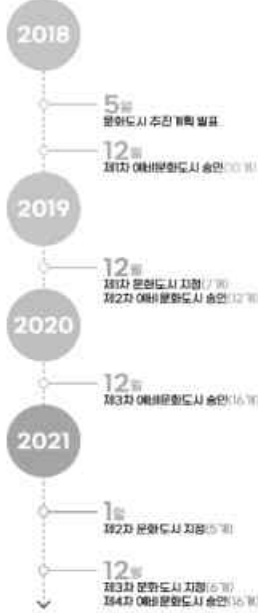 2018
5월
문화도시 추진계획 발표
12월
제1차 예비문화도시 승인(10개)
2019
12월
제1차 문화도시 지정(7개)
제2차 예비문화도시 승인(12개)
2020
12월
제3차 예비문화도시 승인(16개)
2021
1월
제2차 문화도시 지정(5개)
12월
제3차 문화도시 지정(6개)
제4차 예비문화도시 승인(16개)